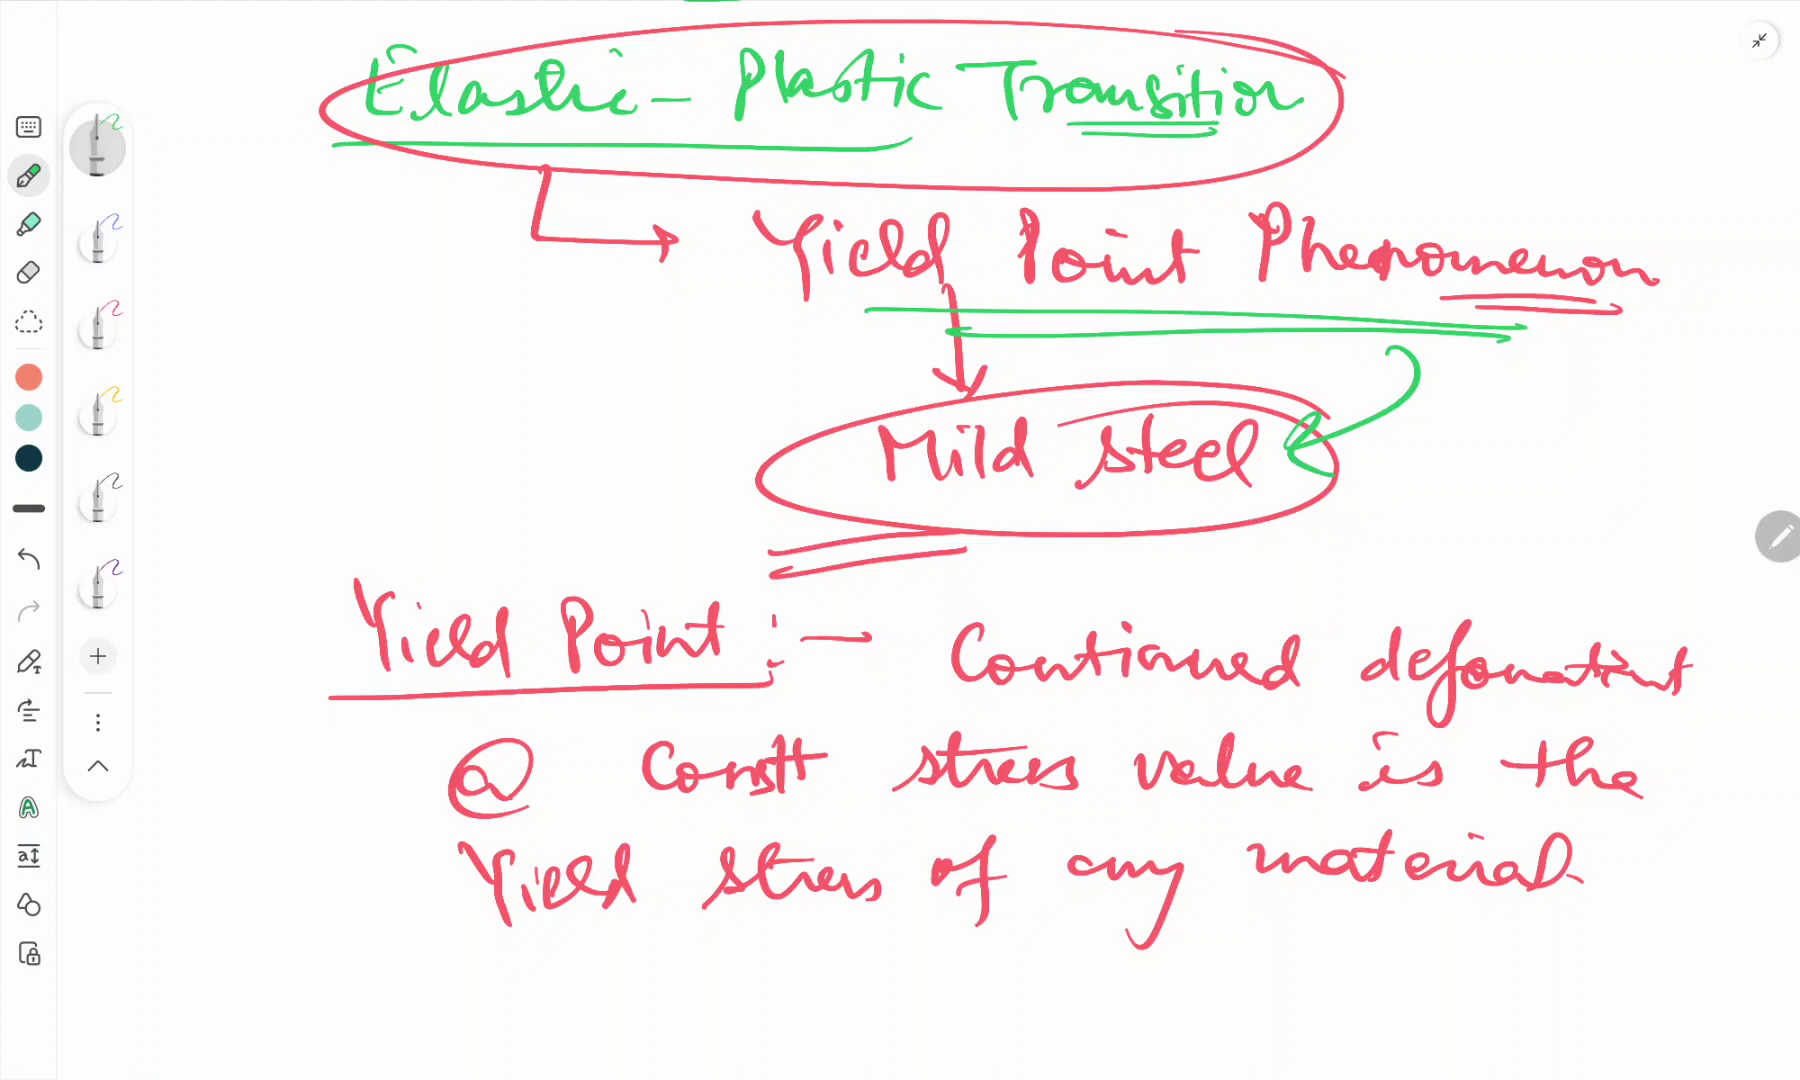 Elastic - Plastic Transition
Yield Point Phenomenon
Mild steel
Yield Point :- Continued defomation
@ Constt stress value is the
Yield stress of any material.